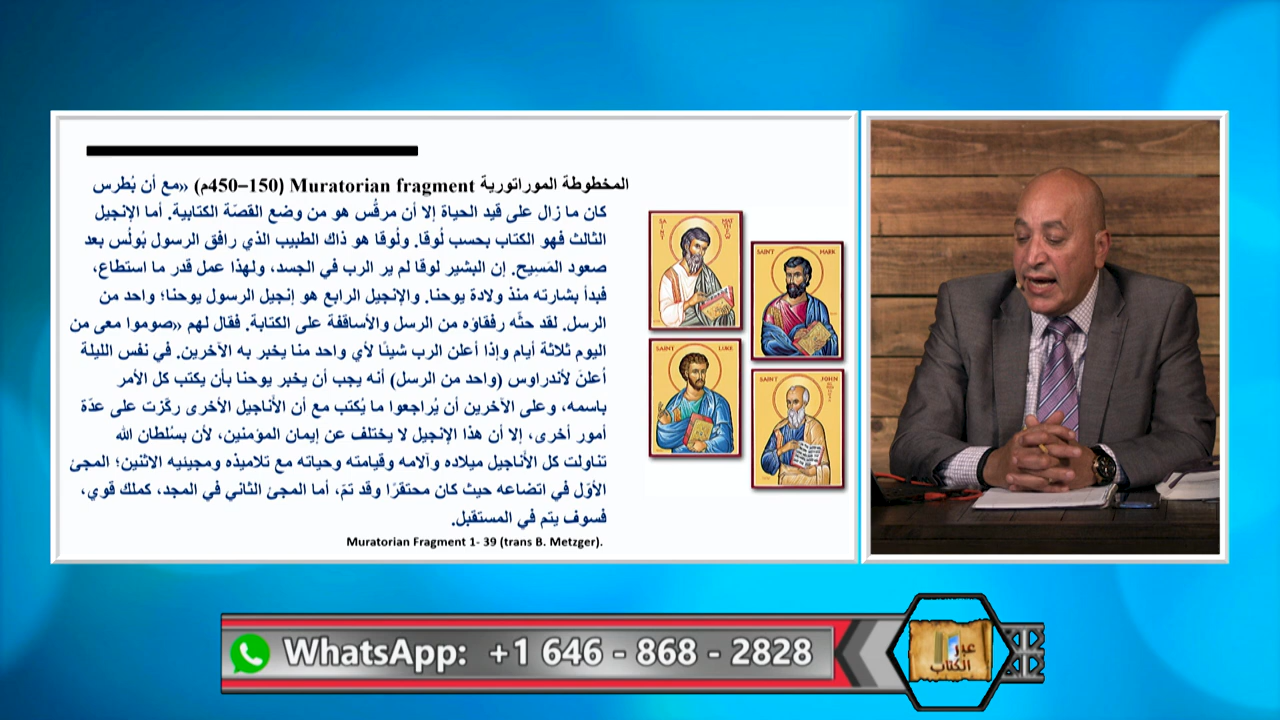 المخطوطة الموراتورية Muratorian fragment (150–450م) «مع أن بُطرس
كان ما زال على قيد الحياة إلا أن مرقُس هو من وضع القصّة الكتابية. أما الإنجيل
الثالث فهو الكتاب بحسب لُوقا. ولُوقا هو ذاك الطبيب الذي رافق الرسول بُولُس بعد
صعود المَسِيح. إن البشير لوقا لم ير الرب في الجسد، ولهذا عمل قدر ما استطاع،
فبدأ بشارته منذ ولادة يوحنا. والإنجيل الرابع هو إنجيل الرسول يوحنا؛ واحد من
الرسل. لقد حثَّه رفقاؤه من الرسل والأساقفة على الكتابة. فقال لهم «صوموا معى من
اليوم ثلاثة أيام وإذا أعلن الرب شيئًا لأي واحد منا يخبر به الآخرين. في نفس الليلة
أعلنَ لأندراوس (واحد من الرسل) أنه يجب أن يخبر يوحنا بأن يكتب كل الأمر
باسمه، وعلى الآخرين أن يُراجعوا ما يُكتب مع أن الأناجيل الأخرى ركّزت على عدّة
أمور أخرى، إلا أن هذا الإنجيل لا يختلف عن إيمان المؤمنين، لأن بسُلطان الله
تناولت كل الأناجيل ميلاده وآلامه وقيامته وحياته مع تلاميذه ومجيئيه الاثنين؛ المجئ
الأوّل في اتضاعه حيث كان محتقرًا وقد تمّ، أما المجئ الثاني في المجد، كملك قوي،
فسوف يتم في المستقبل.
Muratorian Fragment 1- 39 (trans B. Metzger).
SAINT MARK
SAINT LUKE
SAINT JOHN
WhatsApp: +1 646 - 868 - 2828
عبر
الكتاب